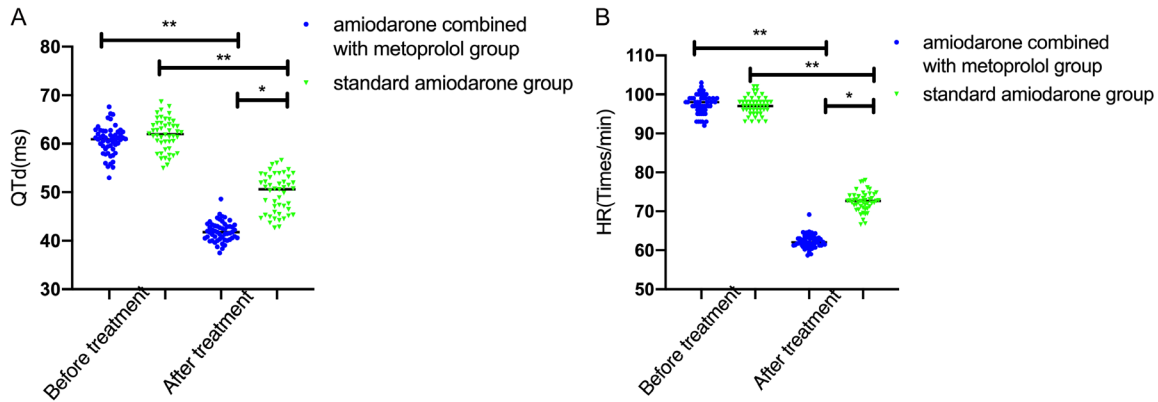 A
QTd(ms)
80
70
60
50
40
30
**
**
*
amiodarone combined
with metoprolol group
standard amiodarone group
Before treatment
After treatment
B
HR(Times/min)
110
100
90
80
70
60
50
**
**
*
amiodarone combined
with metoprolol group
standard amiodarone group
Before treatment
After treatment